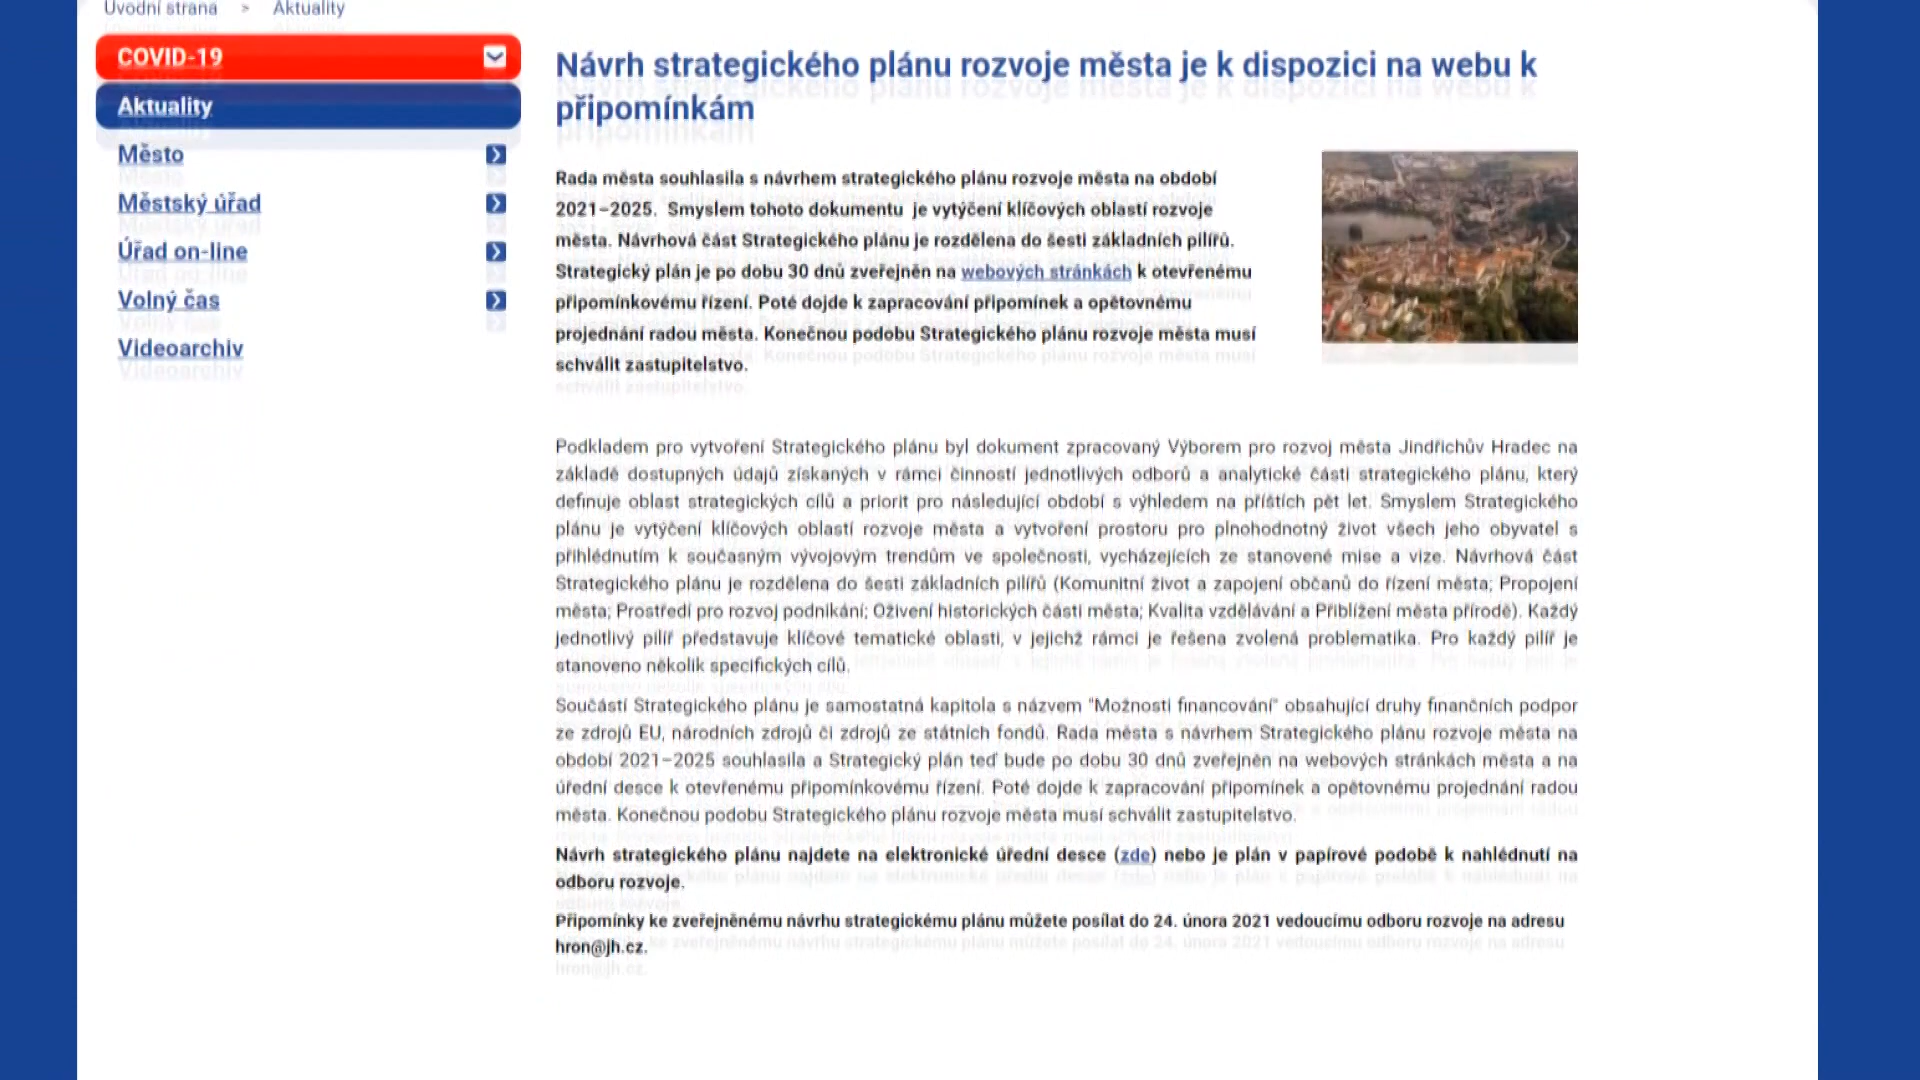 Úvodní strana > Aktuality
COVID-19
Aktuality
Město
Městský úřad
Úřad on-line
Volný čas
Videoarchiv
Návrh strategického plánu rozvoje města je k dispozici na webu k
připomínkám
Rada města souhlasila s návrhem strategického plánu rozvoje města na období
2021–2025. Smyslem tohoto dokumentu je vytýčení klíčových oblastí rozvoje
města. Návrhová část Strategického plánu je rozdělena do šesti základních pilířů.
Strategický plán je po dobu 30 dnů zveřejněn na webových stránkách k otevřenému
připomínkovému řízení. Poté dojde k zapracování připomínek a opětovnému
projednání radou města. Konečnou podobu Strategického plánu rozvoje města musí
schválit zastupitelstvo.
Podkladem pro vytvoření Strategického plánu byl dokument zpracovaný Výborem pro rozvoj města Jindřichův Hradec na
základě dostupných údajů získaných v rámci činností jednotlivých odborů a analytické části strategického plánu, který
definuje oblast strategických cílů a priorit pro následující období s výhledem na příštích pět let. Smyslem Strategického
plánu je vytýčení klíčových oblastí rozvoje města a vytvoření prostoru pro plnohodnotný život všech jeho obyvatel s
přihlédnutím k současným vývojovým trendům ve společnosti, vycházejících ze stanovené mise a vize. Návrhová část
Strategického plánu je rozdělena do šesti základních pilířů (Komunitní život a zapojení občanů do řízení města; Propojení
města; Prostředí pro rozvoj podnikání; Oživení historických částí města; Kvalita vzdělávání a Přiblížení města přírodě). Každý
jednotlivý pilíř představuje klíčové tematické oblasti, v jejichž rámci je řešena zvolená problematika. Pro každý pilíř je
stanoveno několik specifických cílů.
Součástí Strategického plánu je samostatná kapitola s názvem "Možnosti financování" obsahující druhy finančních podpor
ze zdrojů EU, národních zdrojů či zdrojů ze státních fondů. Rada města s návrhem Strategického plánu rozvoje města na
období 2021–2025 souhlasila a Strategický plán teď bude po dobu 30 dnů zveřejněn na webových stránkách města a na
úřední desce k otevřenému připomínkovému řízení. Poté dojde k zapracování připomínek a opětovnému projednání radou
města. Konečnou podobu Strategického plánu rozvoje města musí schválit zastupitelstvo.
Návrh strategického plánu najdete na elektronické úřední desce (zde) nebo je plán v papírové podobě k nahlédnutí na
odboru rozvoje.
Připomínky ke zveřejněnému návrhu strategickému plánu můžete posílat do 24. února 2021 vedoucímu odboru rozvoje na adresu
hron@jh.cz.